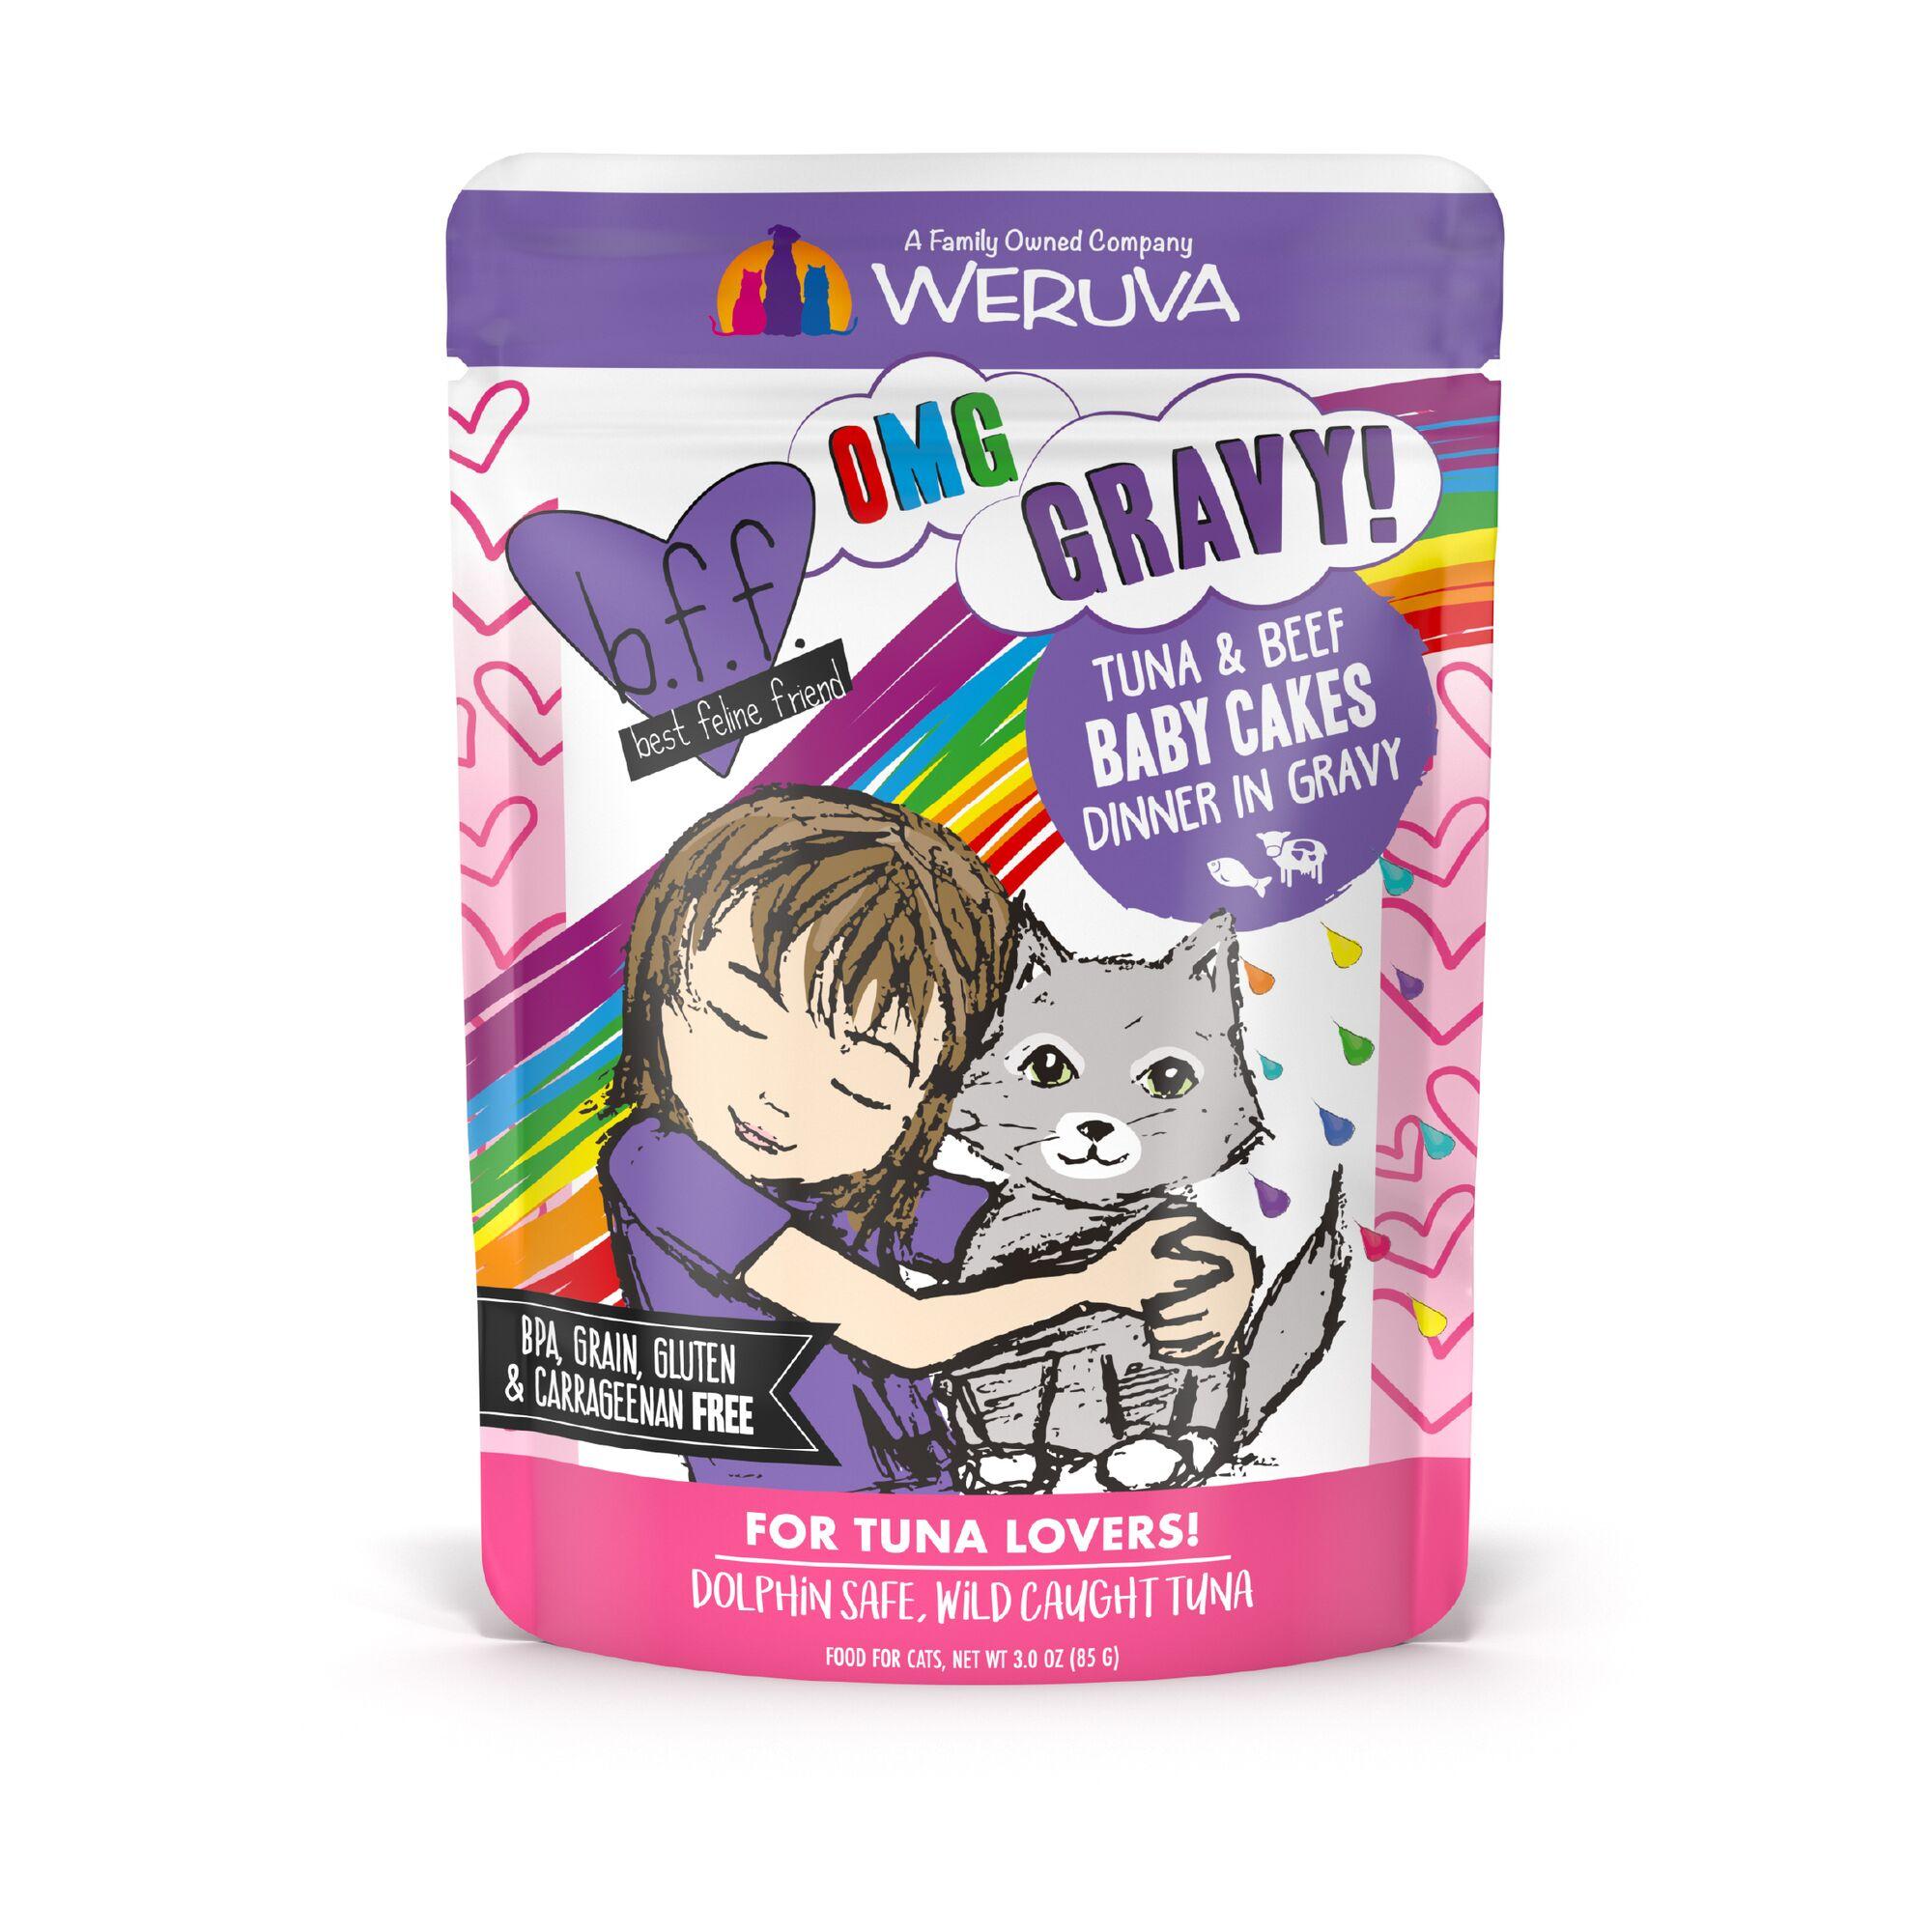 A Family Owned Company
WERUVA
OMG
GRAVY!
b.f.f.
best feline friend
TUNA & BEEF
BABY CAKES
DINNER IN GRAVY
BPA, GRAIN, GLUTEN
& CARRAGEENAN FREE
FOR TUNA LOVERS!
DOLPHiN SAFE, WiLD CAUGHT TUNA
FOOD FOR CATS, NET WT 3.0 OZ (85 G)